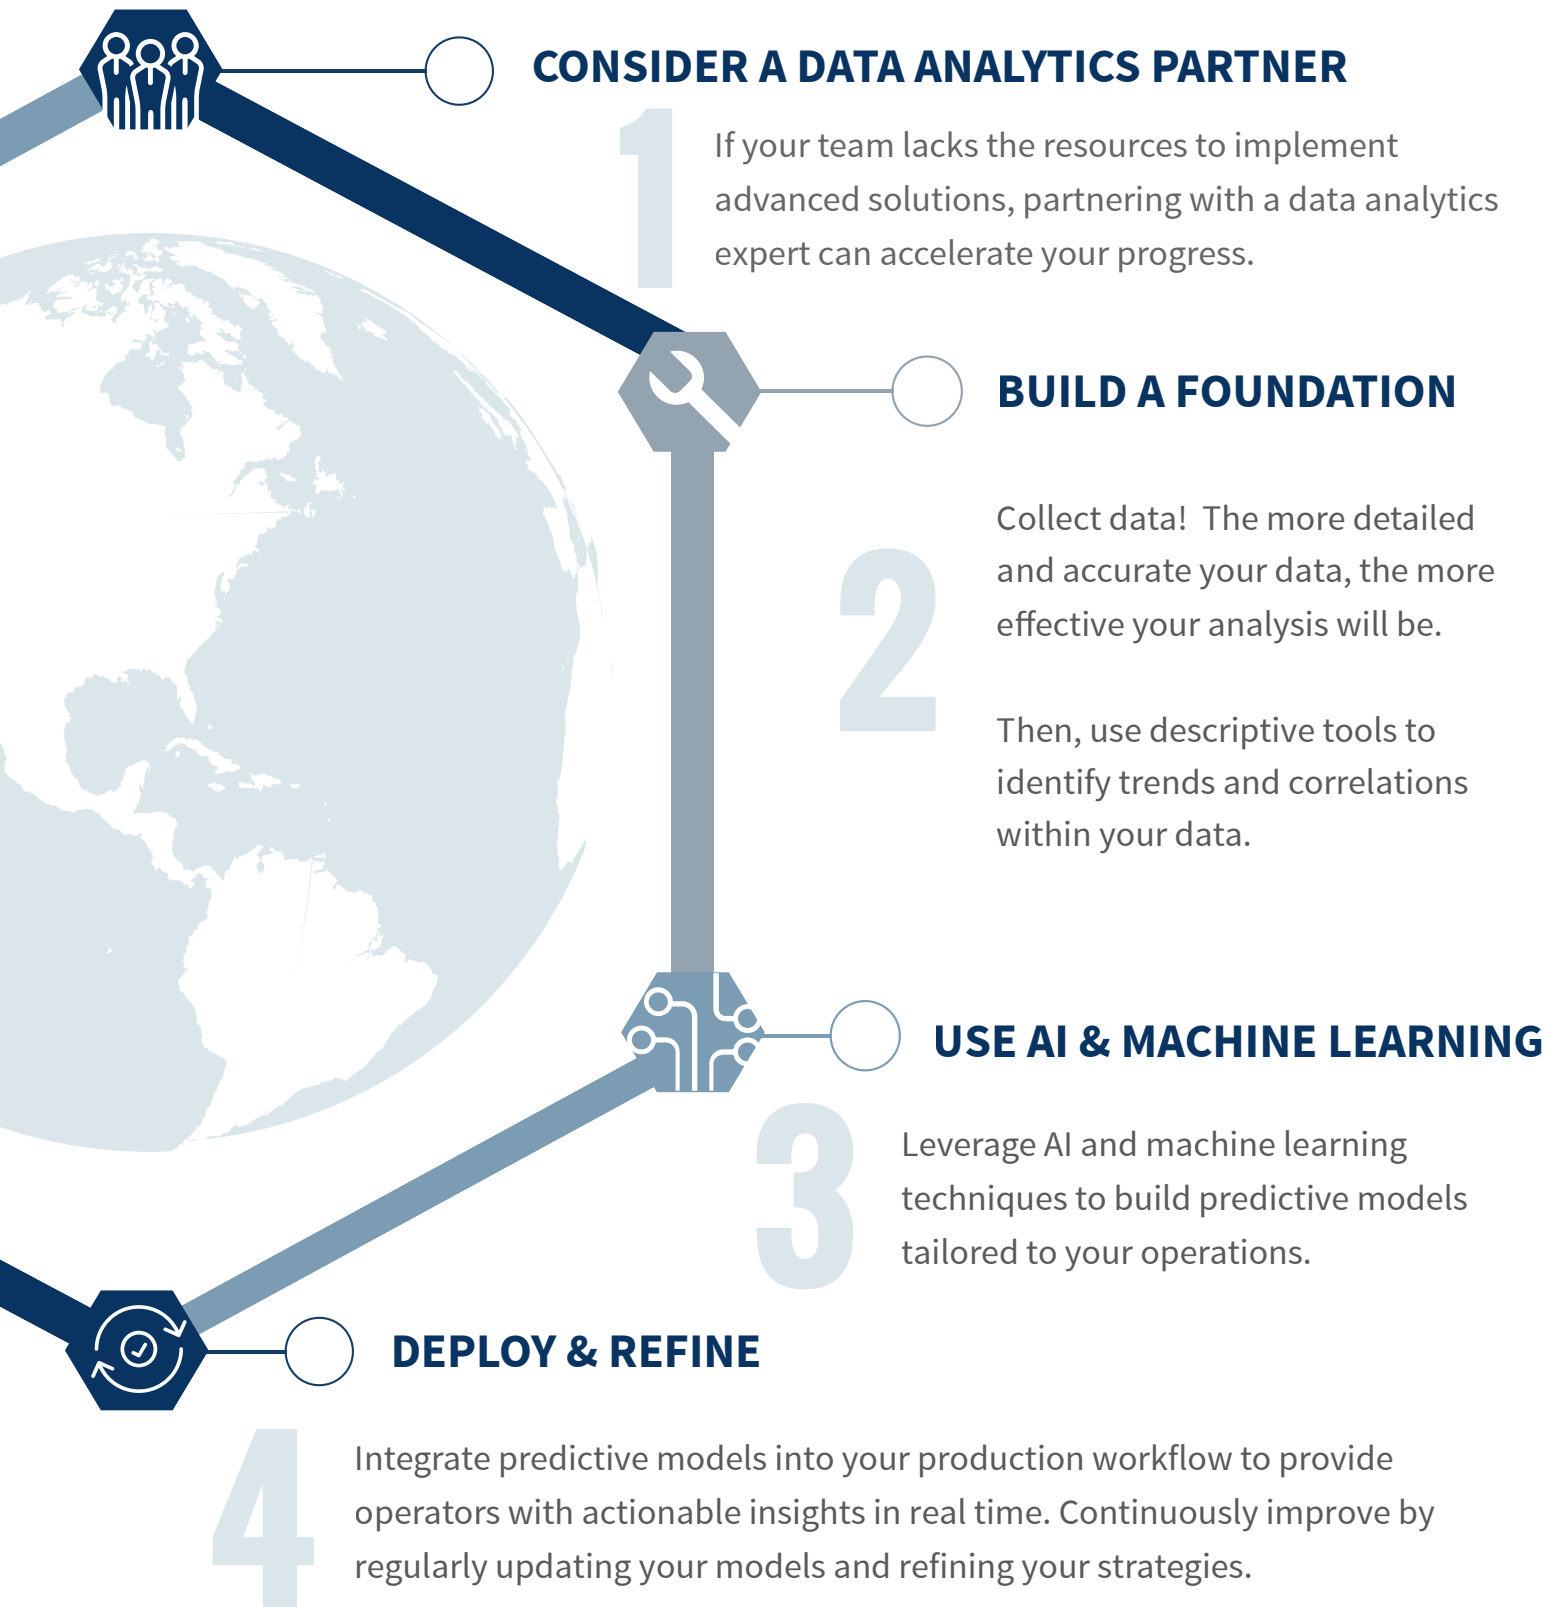 CONSIDER A DATA ANALYTICS PARTNER
1
If your team lacks the resources to implement
advanced solutions, partnering with a data analytics
expert can accelerate your progress.
BUILD A FOUNDATION
2
Collect data!  The more detailed
and accurate your data, the more
effective your analysis will be.
Then, use descriptive tools to
identify trends and correlations
within your data.
USE AI & MACHINE LEARNING
3
Leverage AI and machine learning
techniques to build predictive models
tailored to your operations.
DEPLOY & REFINE
4
Integrate predictive models into your production workflow to provide
operators with actionable insights in real time. Continuously improve by
regularly updating your models and refining your strategies.